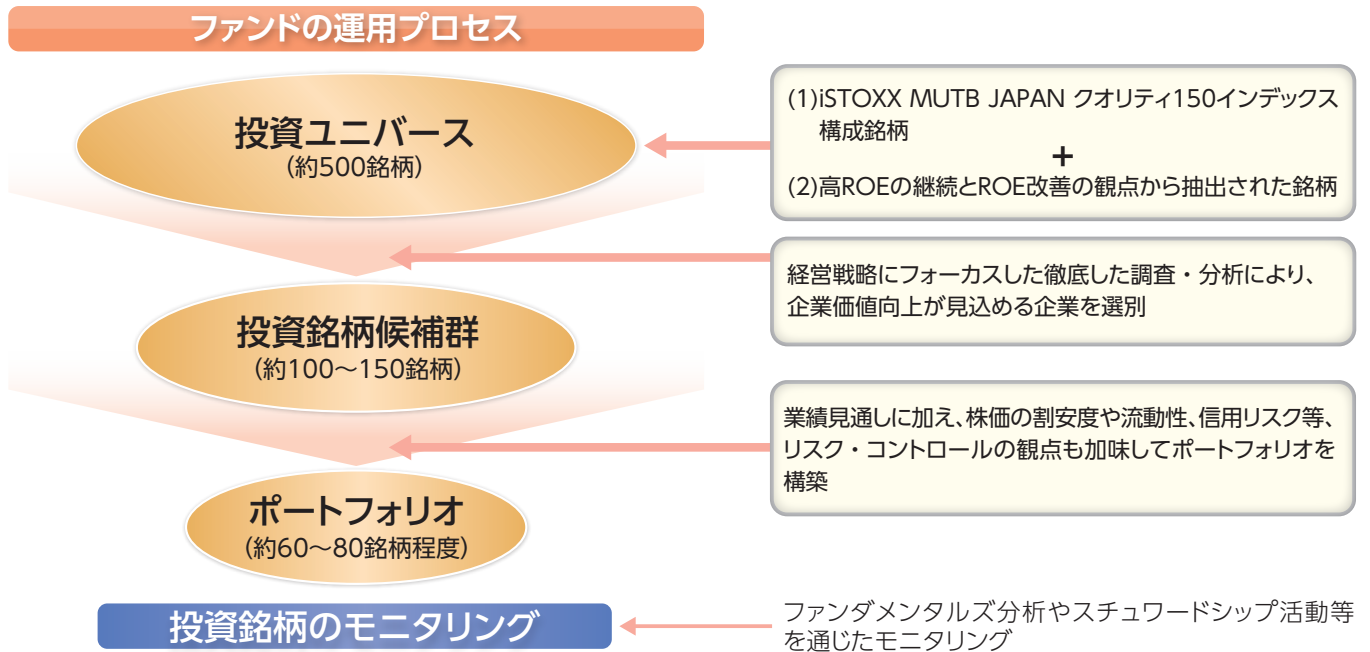 ファンドの運用プロセス
投資ユニバース
(約500銘柄)
(1)iSTOXX MUTB JAPAN クオリティ150インデックス
構成銘柄
+
(2)高ROEの継続とROE改善の観点から抽出された銘柄
経営戦略にフォーカスした徹底した調査・分析により、
企業価値向上が見込める企業を選別
投資銘柄候補群
(約100～150銘柄)
業績見通しに加え、株価の割安度や流動性、信用リスク等、
リスク・コントロールの観点も加味してポートフォリオを
構築
ポートフォリオ
(約60～80銘柄程度)
投資銘柄のモニタリング
ファンダメンタルズ分析やスチュワードシップ活動等
を通じたモニタリング